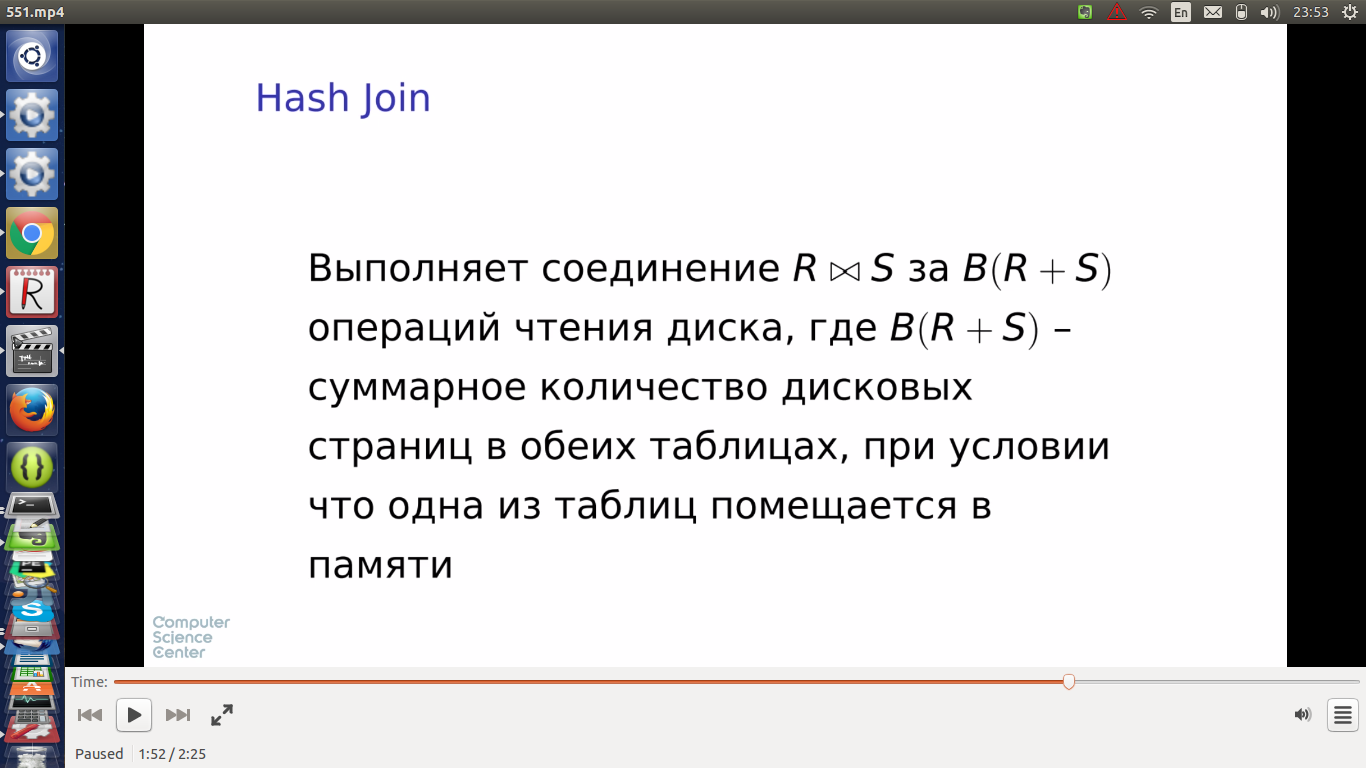 551.mp4
En
23:53
Hash Join
Выполняет соединение R ⋈ S за B(R + S)
операций чтения диска, где B(R + S) –
суммарное количество дисковых
страниц в обеих таблицах, при условии
что одна из таблиц помещается в
памяти
Computer
Science
Center
Time:
Paused 1:52 / 2:25